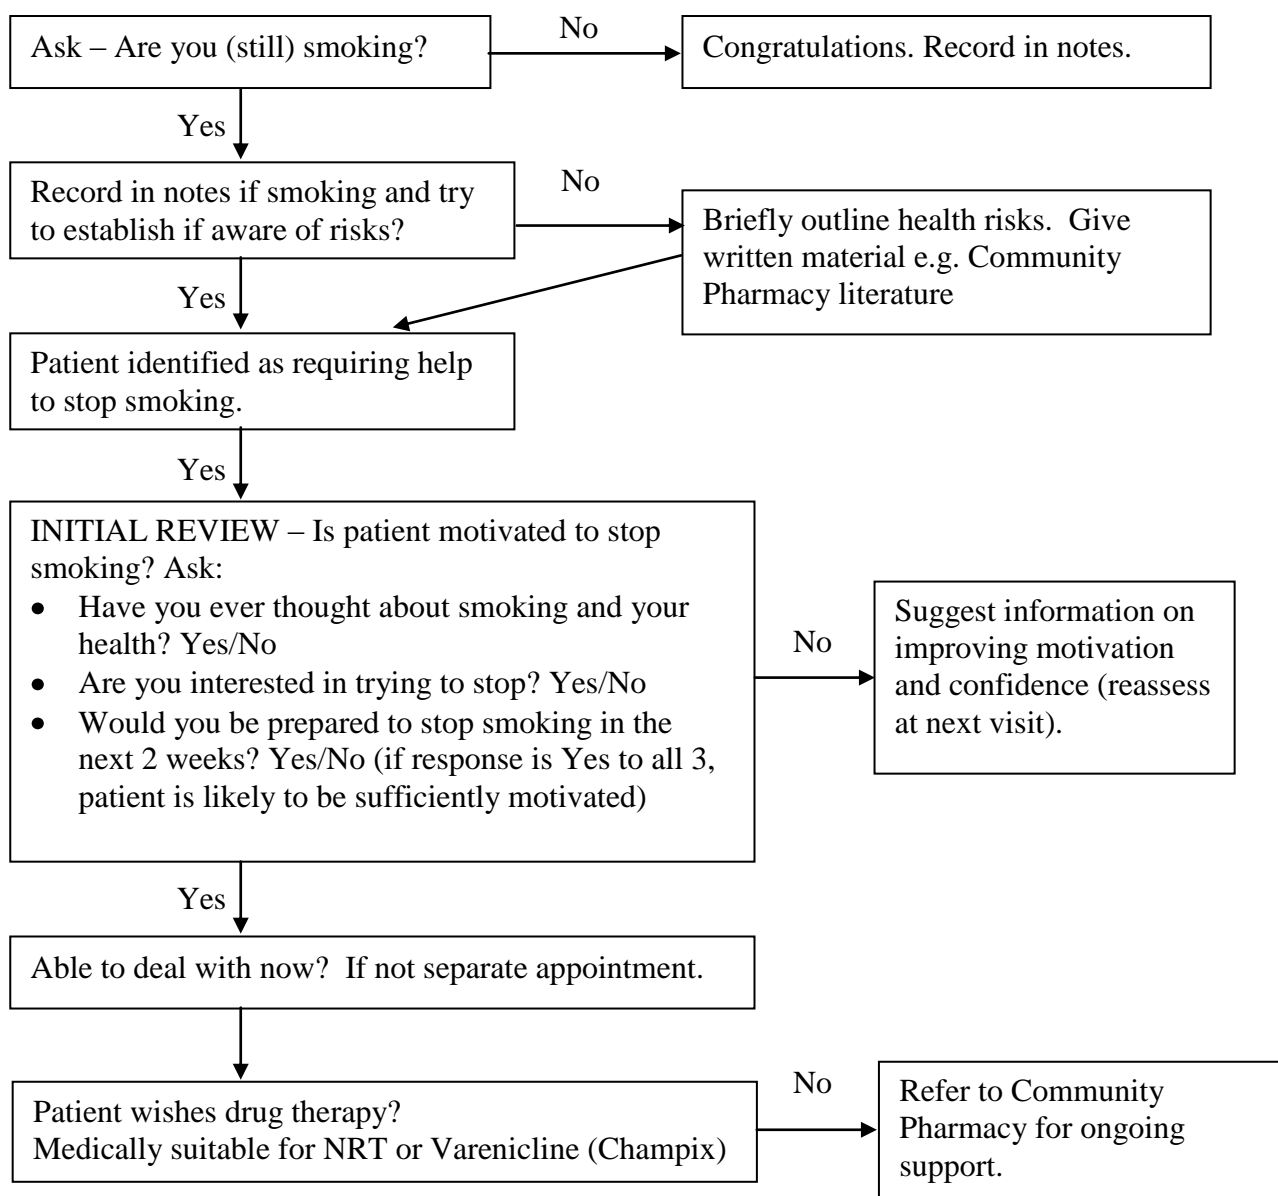 Ask – Are you (still) smoking?
No
Congratulations. Record in notes.
Yes
Record in notes if smoking and try
to establish if aware of risks?
No
Briefly outline health risks.  Give
written material e.g. Community
Pharmacy literature
Yes
Patient identified as requiring help
to stop smoking.
Yes
INITIAL REVIEW – Is patient motivated to stop
smoking? Ask:
• Have you ever thought about smoking and your
health? Yes/No
• Are you interested in trying to stop? Yes/No
• Would you be prepared to stop smoking in the
next 2 weeks? Yes/No (if response is Yes to all 3,
patient is likely to be sufficiently motivated)
No
Suggest information on
improving motivation
and confidence (reassess
at next visit).
Yes
Able to deal with now?  If not separate appointment.
Patient wishes drug therapy?
Medically suitable for NRT or Varenicline (Champix)
No
Refer to Community
Pharmacy for ongoing
support.